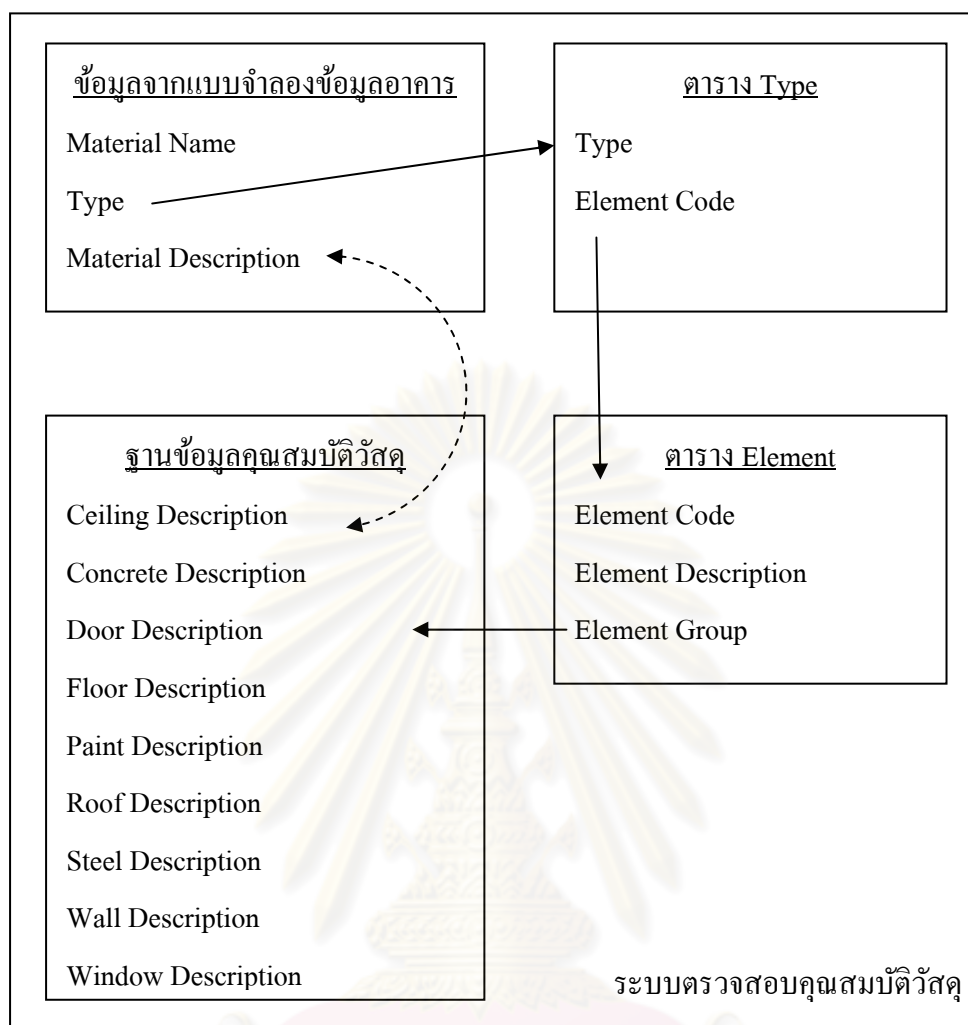 ข้อมูลจากแบบจำลองข้อมูลอาคาร
Material Name
Type
Material Description
ตาราง Type
Type
Element Code
ฐานข้อมูลคุณสมบัติวัสดุ
Ceiling Description
Concrete Description
Door Description
Floor Description
Paint Description
Roof Description
Steel Description
Wall Description
Window Description
ตาราง Element
Element Code
Element Description
Element Group
ระบบตรวจสอบคุณสมบัติวัสดุ